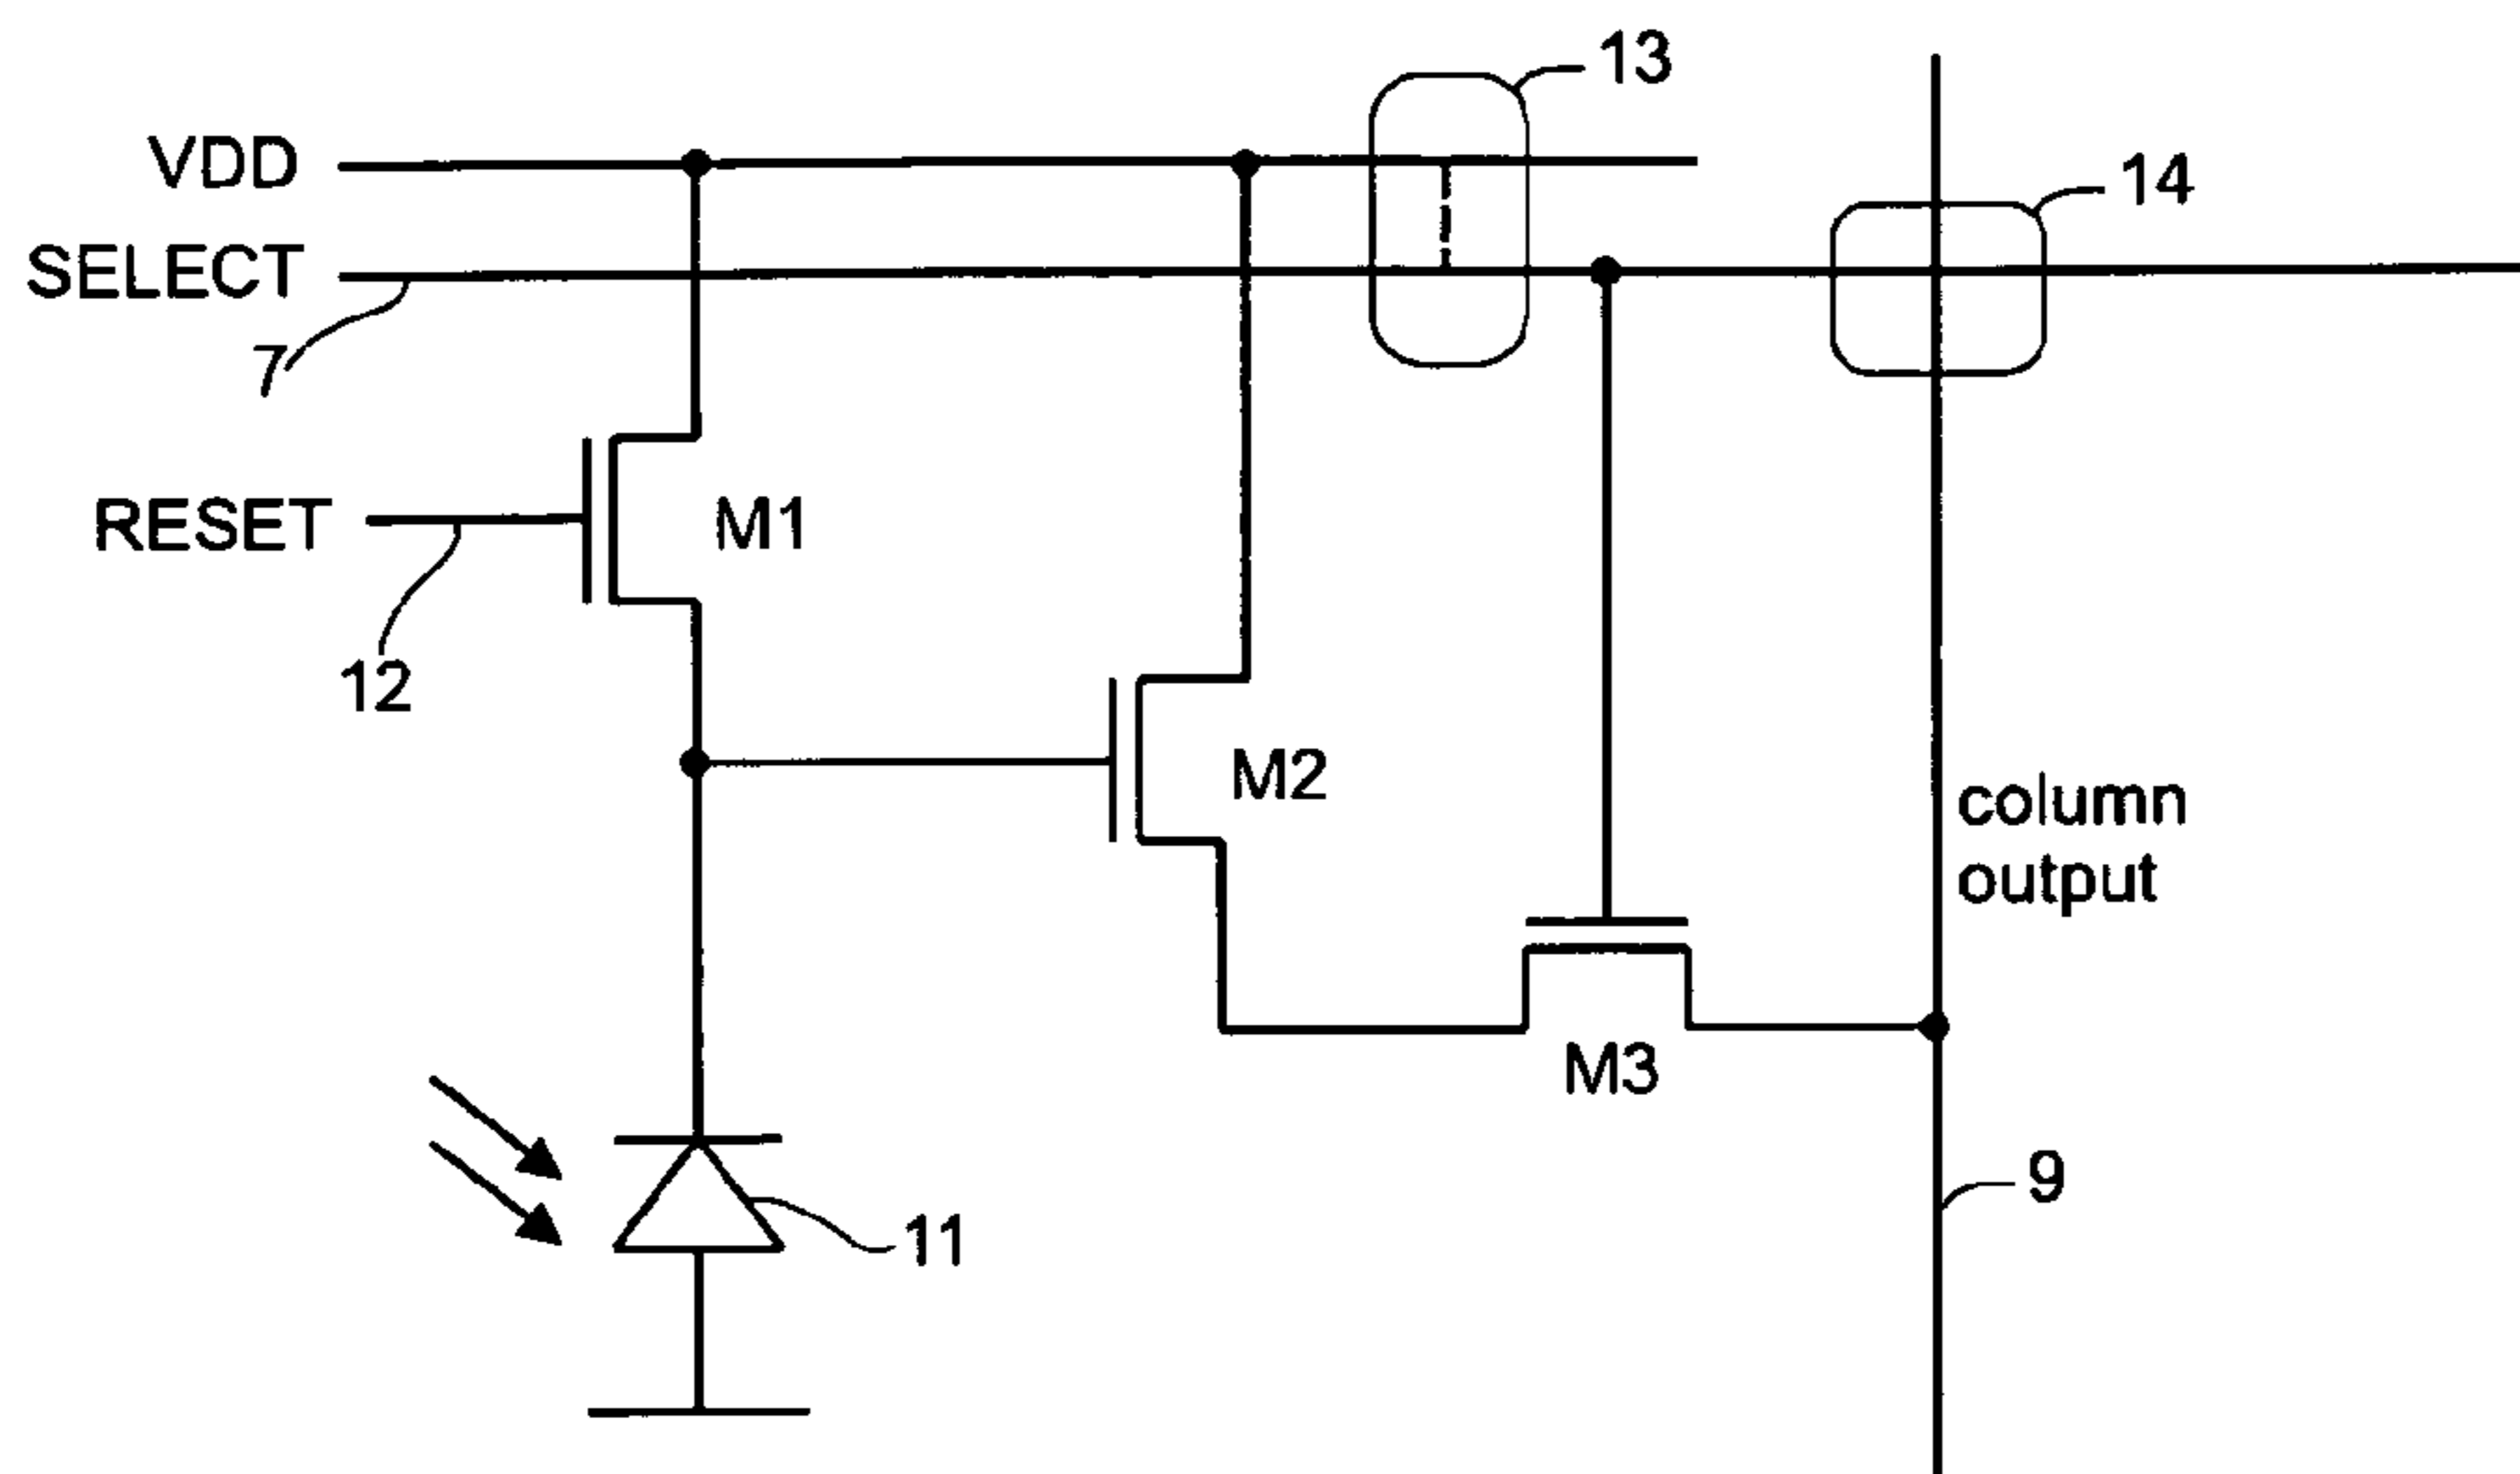 13
VDD
14
SELECT
7
RESET
M1
12
M2
column
output
M3
9
11